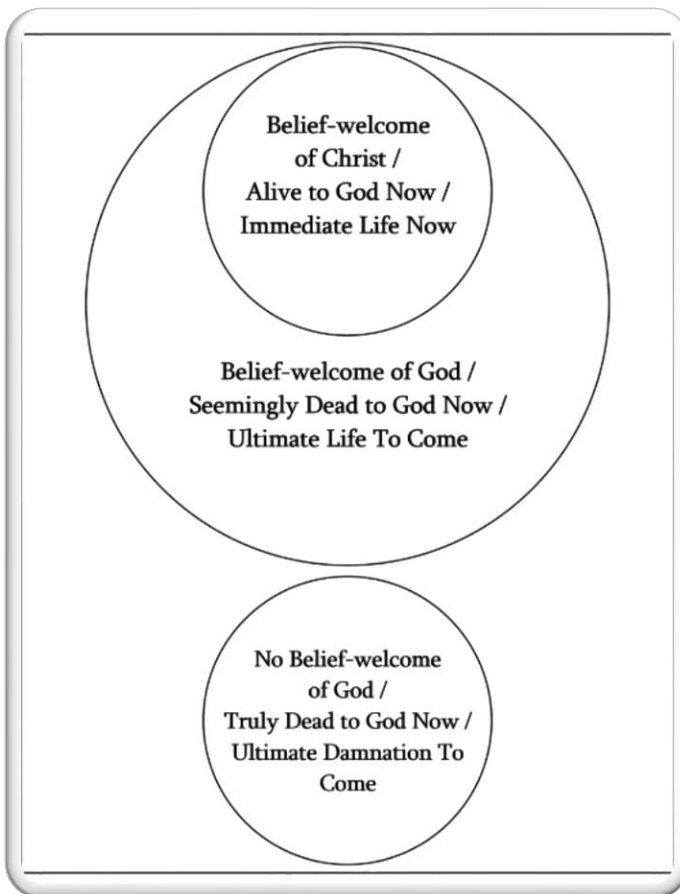 Belief-welcome
of Christ /
Alive to God Now /
Immediate Life Now
Belief-welcome of God /
Seemingly Dead to God Now /
Ultimate Life To Come
No Belief-welcome
of God /
Truly Dead to God Now /
Ultimate Damnation To
Come